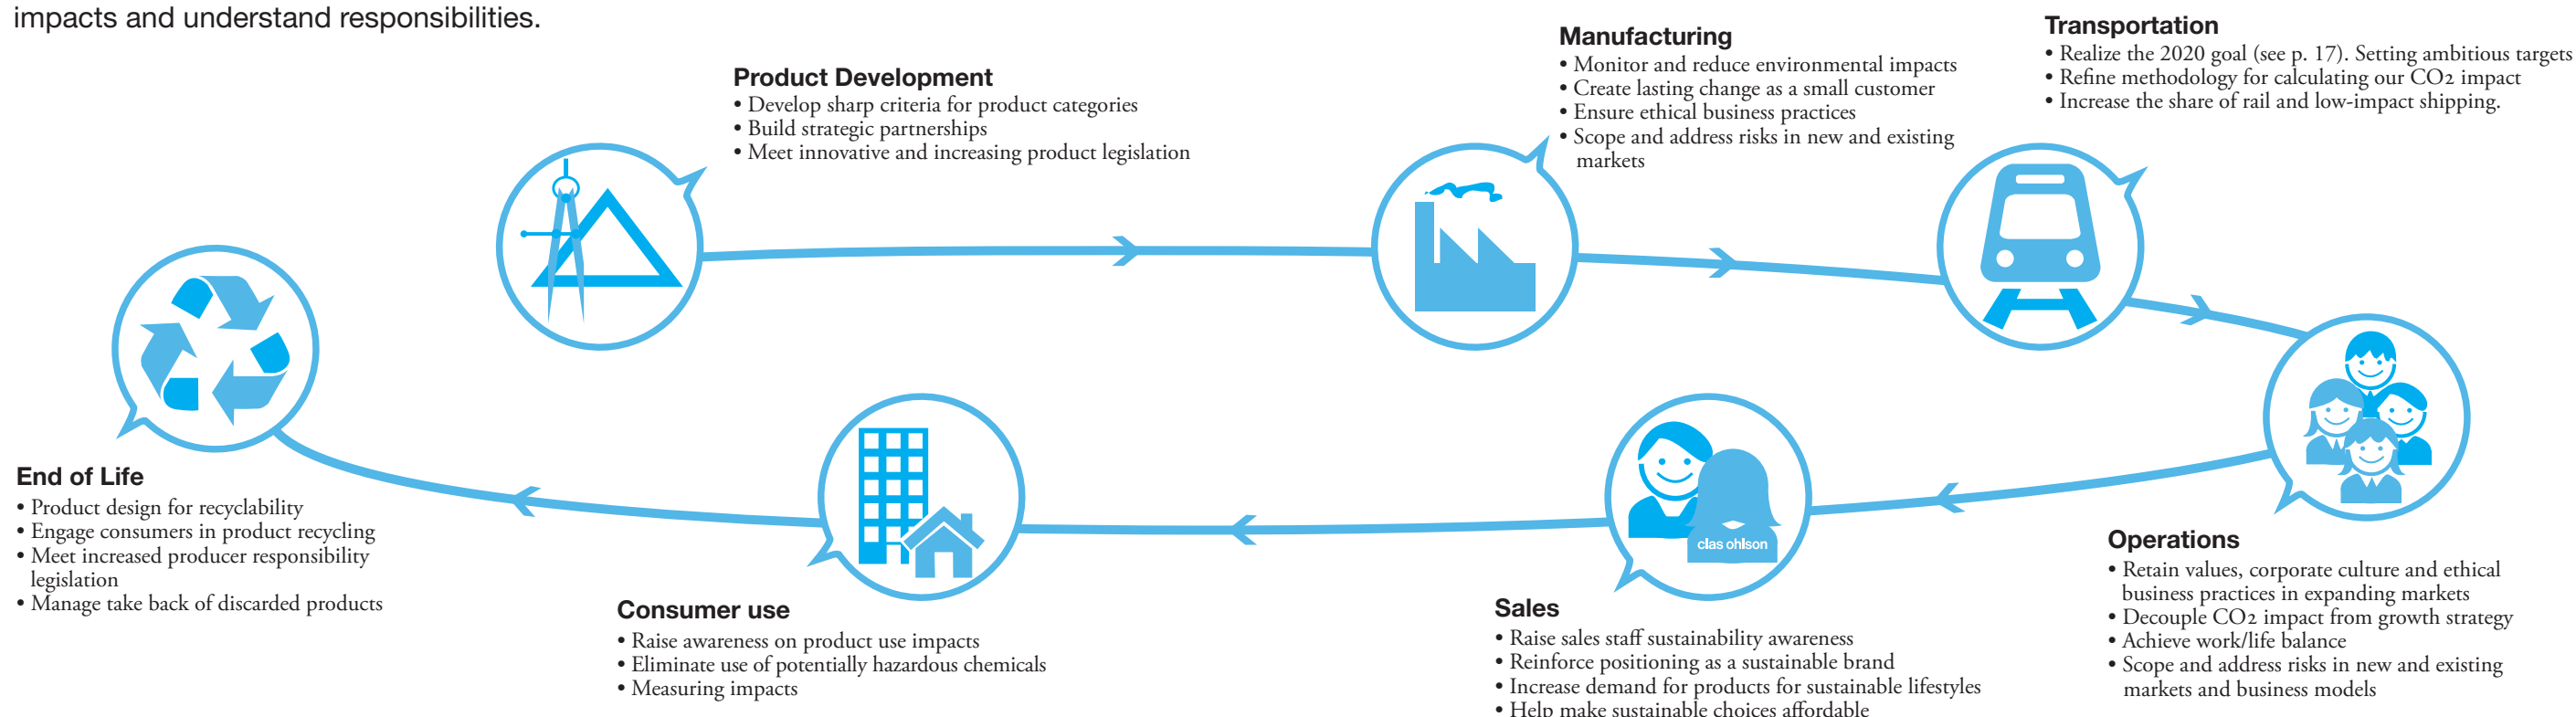 impacts and understand responsibilities.
Product Development
• Develop sharp criteria for product categories
• Build strategic partnerships
• Meet innovative and increasing product legislation
Manufacturing
• Monitor and reduce environmental impacts
• Create lasting change as a small customer
• Ensure ethical business practices
• Scope and address risks in new and existing
markets
Transportation
• Realize the 2020 goal (see p. 17). Setting ambitious targets
• Refine methodology for calculating our CO2 impact
• Increase the share of rail and low-impact shipping.
Operations
• Retain values, corporate culture and ethical
business practices in expanding markets
• Decouple CO2 impact from growth strategy
• Achieve work/life balance
• Scope and address risks in new and existing
markets and business models
clas ohlson
Sales
• Raise sales staff sustainability awareness
• Reinforce positioning as a sustainable brand
• Increase demand for products for sustainable lifestyles
• Help make sustainable choices affordable
Consumer use
• Raise awareness on product use impacts
• Eliminate use of potentially hazardous chemicals
• Measuring impacts
End of Life
• Product design for recyclability
• Engage consumers in product recycling
• Meet increased producer responsibility
legislation
• Manage take back of discarded products